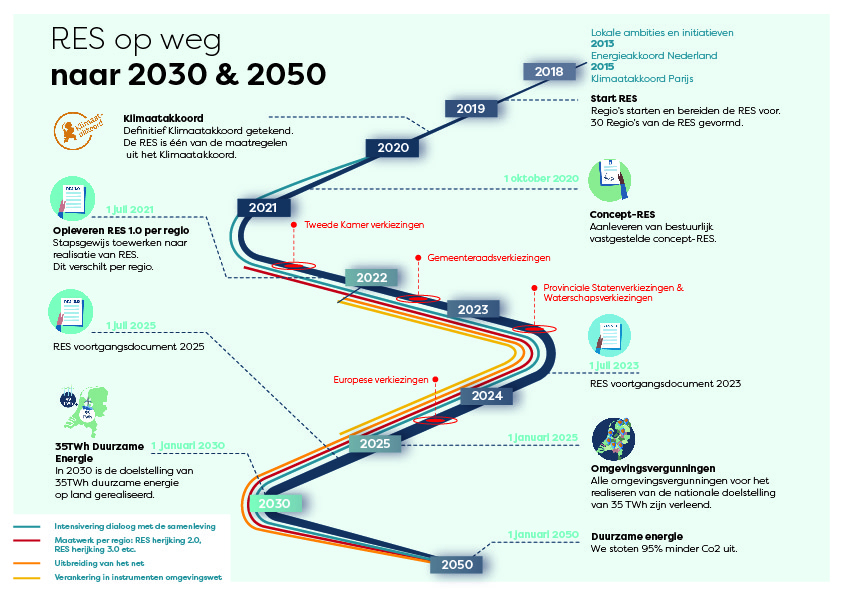 RES op weg
naar 2030 & 2050
Lokale ambities en initiatieven
2013
Energieakkoord Nederland
2015
Klimaatakkoord Parijs
2018
Start RES
Regio's starten en bereiden de RES voor.
30 Regio's van de RES gevormd.
2019
Klimaat-
akkoord
Klimaatakkoord
Definitief Klimaatakkoord getekend.
De RES is één van de maatregelen
uit het Klimaatakkoord.
2020
1 oktober 2020
Concept-RES
Aanleveren van bestuurlijk
vastgestelde concept-RES.
2021
1 juli 2021
Opleveren RES 1.0 per regio
Stapsgewijs toewerken naar
realisatie van RES.
Dit verschilt per regio.
Tweede Kamer verkiezingen
2022
Gemeenteraadsverkiezingen
2023
Provinciale Statenverkiezingen &
Waterschapsverkiezingen
1 juli 2023
RES voortgangsdocument 2023
1 juli 2025
RES voortgangsdocument 2025
Europese verkiezingen
2024
2025
1 januari 2025
Omgevingsvergunningen
Alle omgevingsvergunningen voor het
realiseren van de nationale doelstelling
van 35 TWh zijn verleend.
35TWh Duurzame
Energie
1 januari 2030
In 2030 is de doelstelling van
35TWh duurzame energie
op land gerealiseerd.
2030
1 januari 2050
Duurzame energie
We stoten 95% minder Co2 uit.
2050
Intensivering dialoog met de samenleving
Maatwerk per regio: RES herijking 2.0,
RES herijking 3.0 etc.
Uitbreiding van het net
Verankering in instrumenten omgevingswet